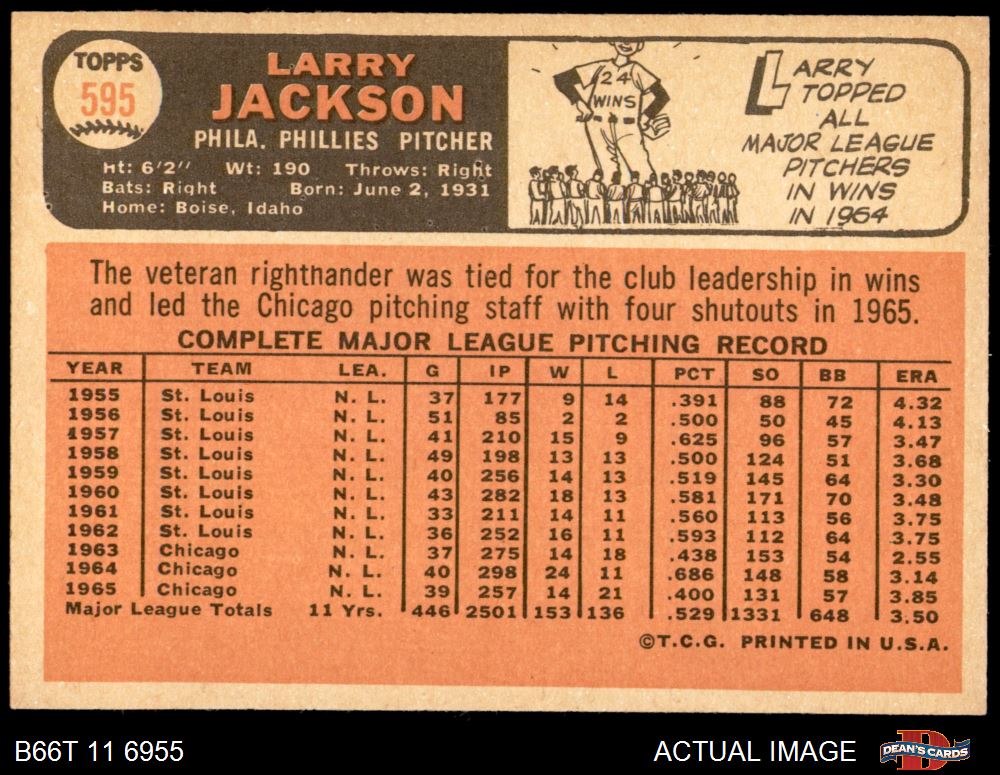 TOPPS
595
LARRY
JACKSON
PHILA. PHILLIES PITCHER
Ht: 6'2" Wt: 190 Throws: Right
Bats: Right Born: June 2, 1931
Home: Boise, Idaho
24
WINS
LARRY
TOPPED
ALL
MAJOR LEAGUE
PITCHERS
IN WINS
IN 1964
The veteran righthander was tied for the club leadership in wins
and led the Chicago pitching staff with four shutouts in 1965.
COMPLETE MAJOR LEAGUE PITCHING RECORD
YEAR TEAM LEA. G IP W L PCT SO BB ERA
1955 St. Louis N. L. 37 177 9 14 .391 88 72 4.32
1956 St. Louis N. L. 51 85 2 2 .500 50 45 4.13
1957 St. Louis N. L. 41 210 15 9 .625 96 57 3.47
1958 St. Louis N. L. 49 198 13 13 .500 124 51 3.68
1959 St. Louis N. L. 40 256 14 13 .519 145 64 3.30
1960 St. Louis N. L. 43 282 18 13 .581 171 70 3.48
1961 St. Louis N. L. 33 211 14 11 .560 113 56 3.75
1962 St. Louis N. L. 36 252 16 11 .593 112 64 3.75
1963 Chicago N. L. 37 275 14 18 .438 153 54 2.55
1964 Chicago N. L. 40 298 24 11 .686 148 58 3.14
1965 Chicago N. L. 39 257 14 21 .400 131 57 3.85
Major League Totals 11 Yrs. 446 2501 153 136 .529 1331 648 3.50
©T.C.G. PRINTED IN U.S.A.
B66T 11 6955
ACTUAL IMAGE
DEAN'S CARDS